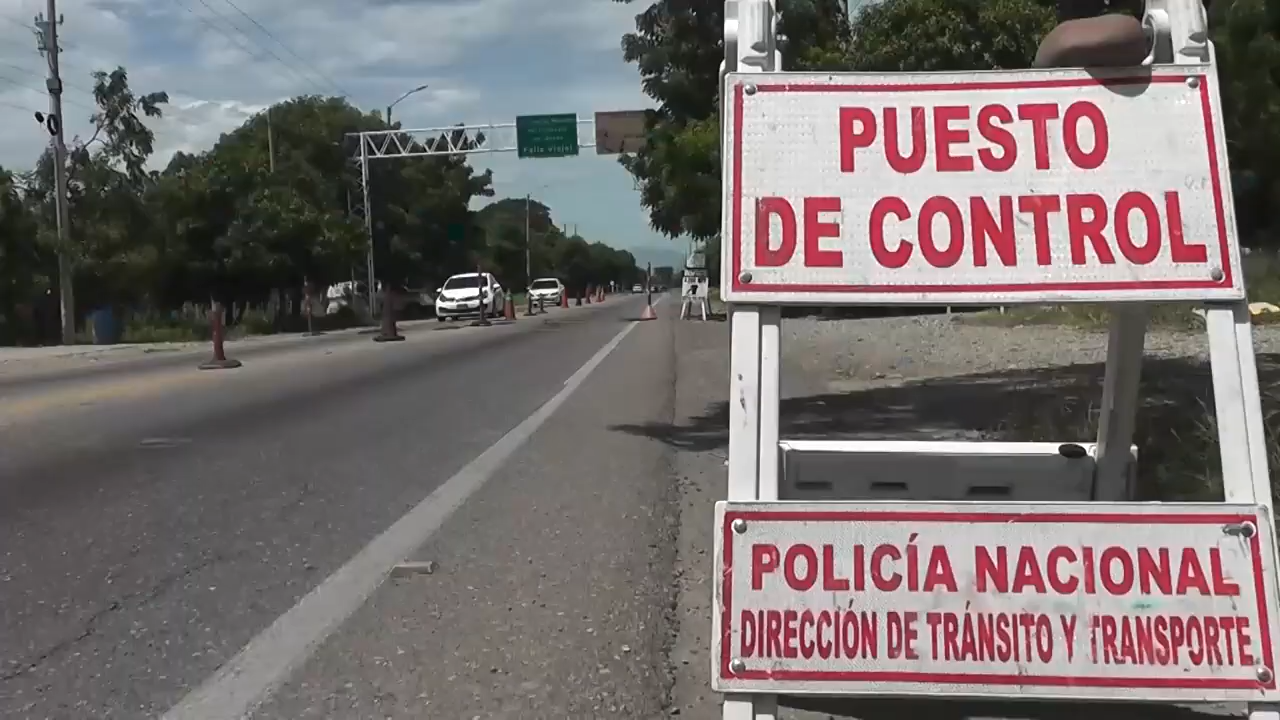 PUESTO
DE CONTROL
POLICÍA NACIONAL
DIRECCIÓN DE TRÁNSITO Y TRANSPORTE